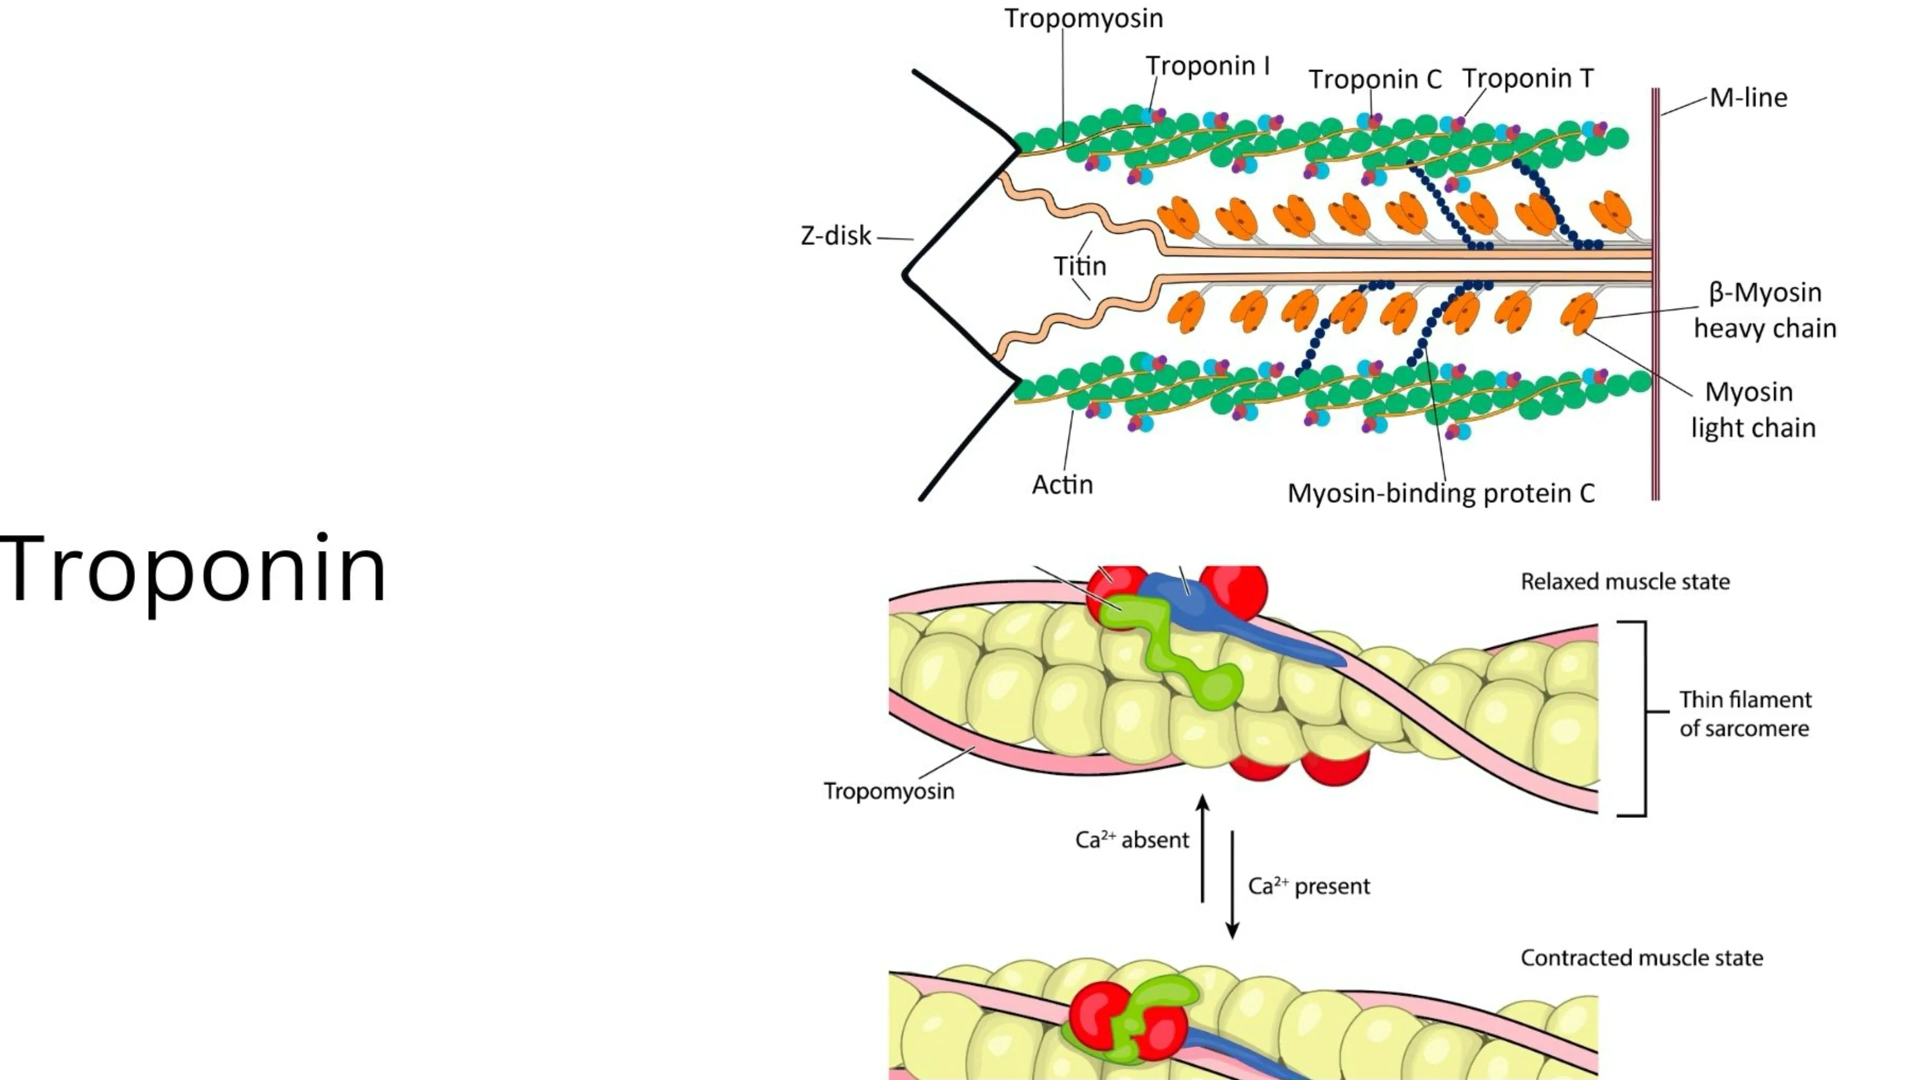 Tropomyosin
Troponin I
Troponin C
Troponin T
M-line
Z-disk
Titin
β-Myosin
heavy chain
Myosin
light chain
Actin
Myosin-binding protein C
Troponin
Relaxed muscle state
Thin filament
of sarcomere
Tropomyosin
Ca²⁺ absent
Ca²⁺ present
Contracted muscle state